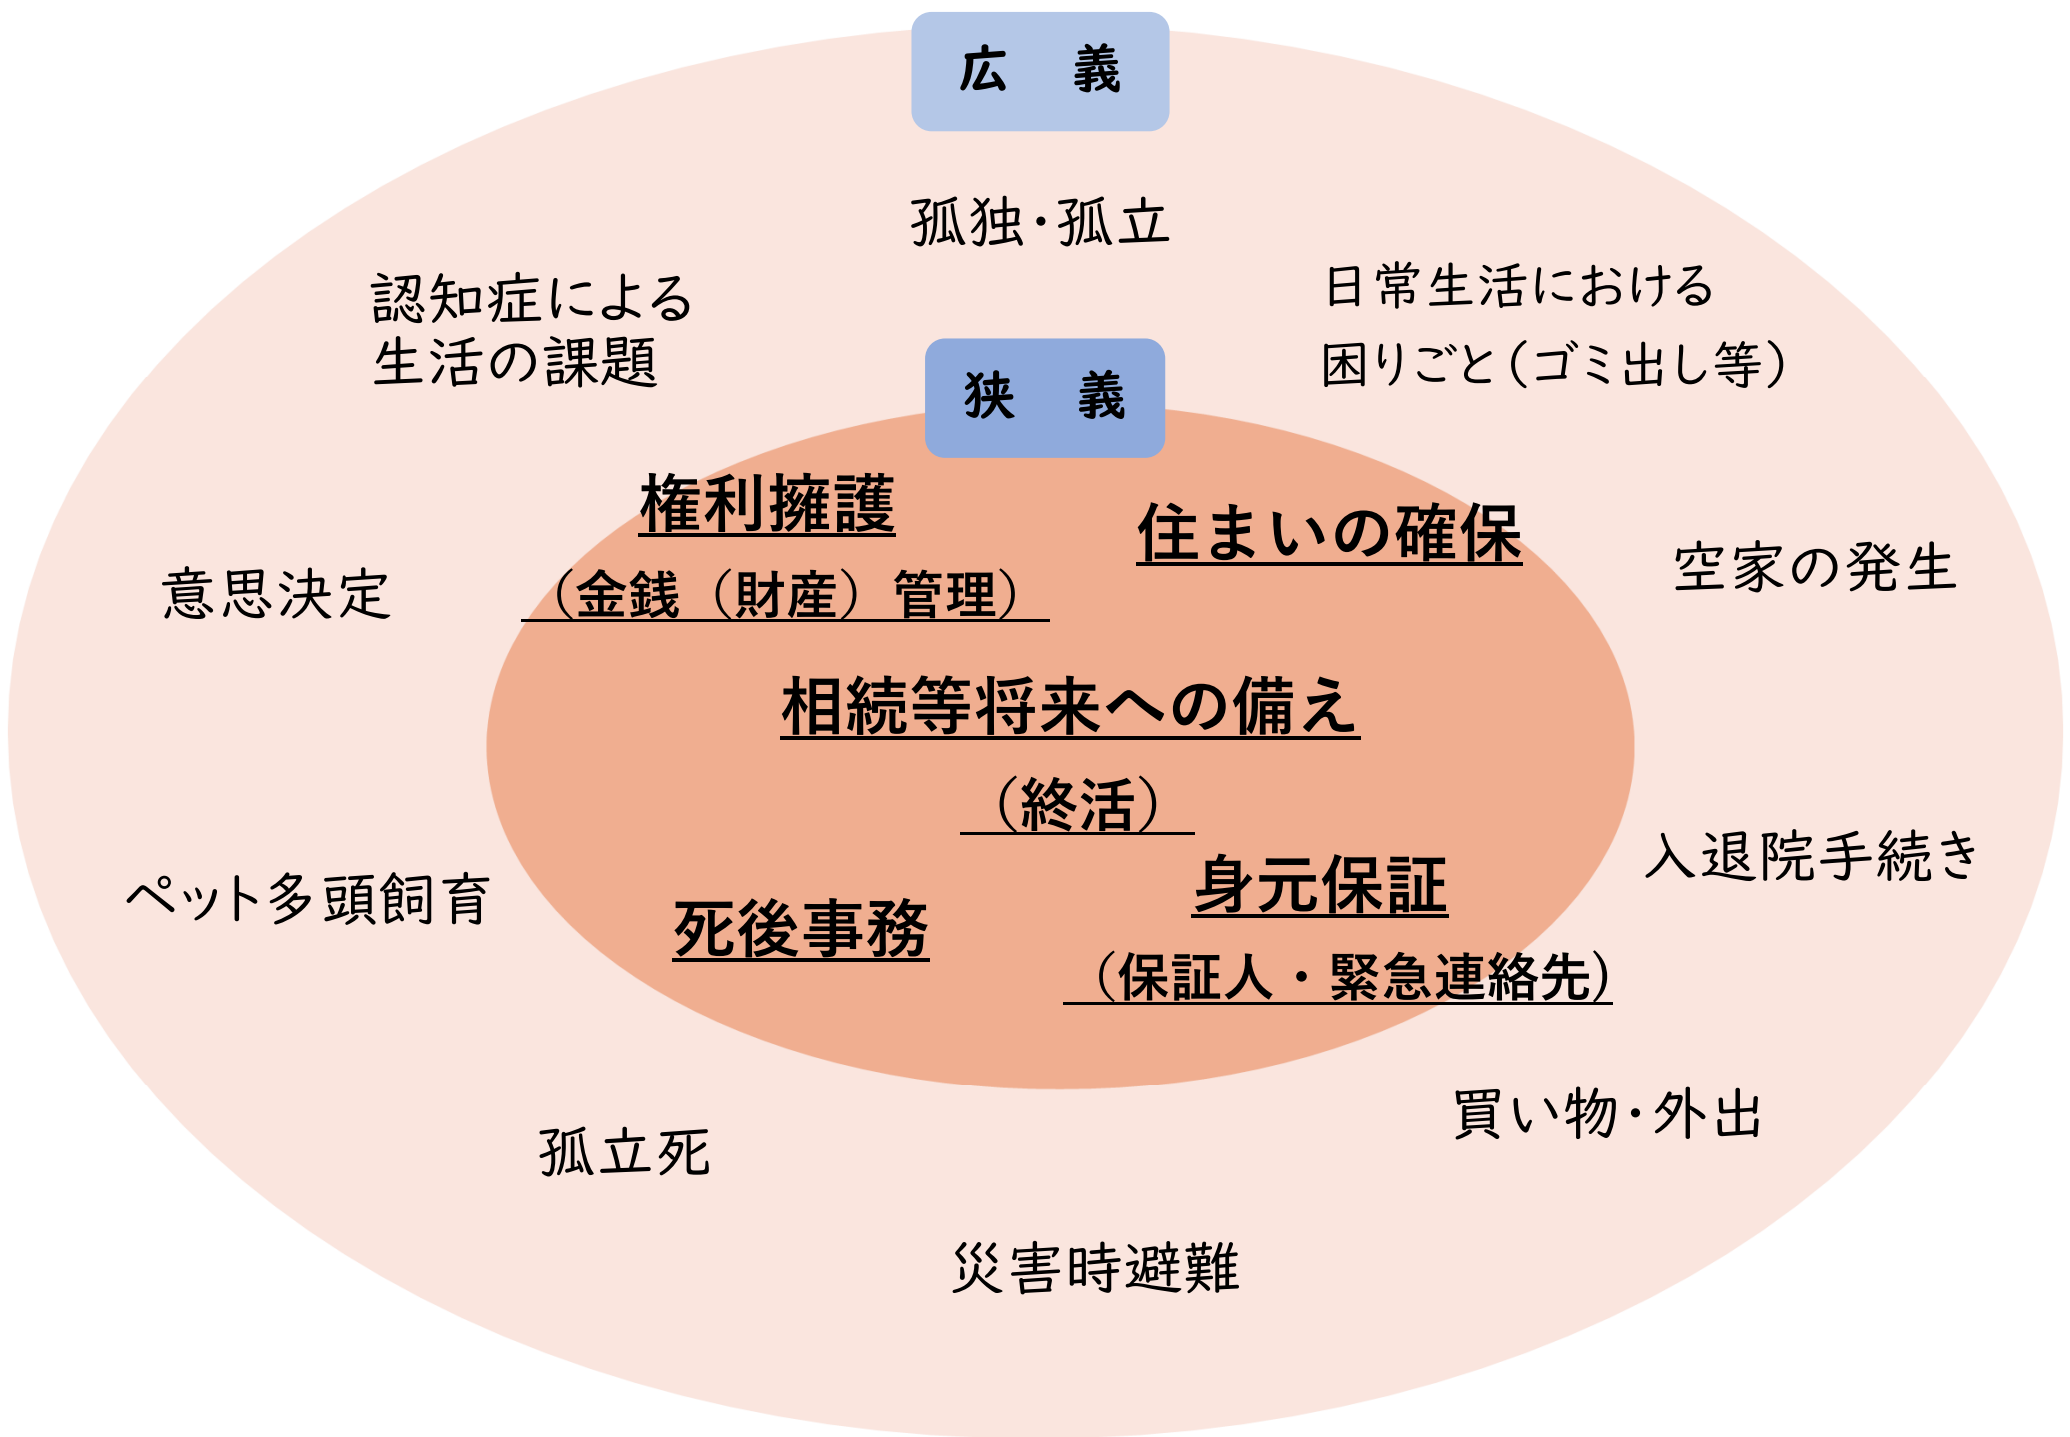 広　義
孤独・孤立
認知症による
生活の課題
日常生活における
困りごと（ゴミ出し等）
狭　義
権利擁護
（金銭（財産）管理）
住まいの確保
意思決定
空家の発生
相続等将来への備え
（終活）
入退院手続き
ペット多頭飼育
死後事務
身元保証
（保証人・緊急連絡先)
買い物・外出
孤立死
災害時避難